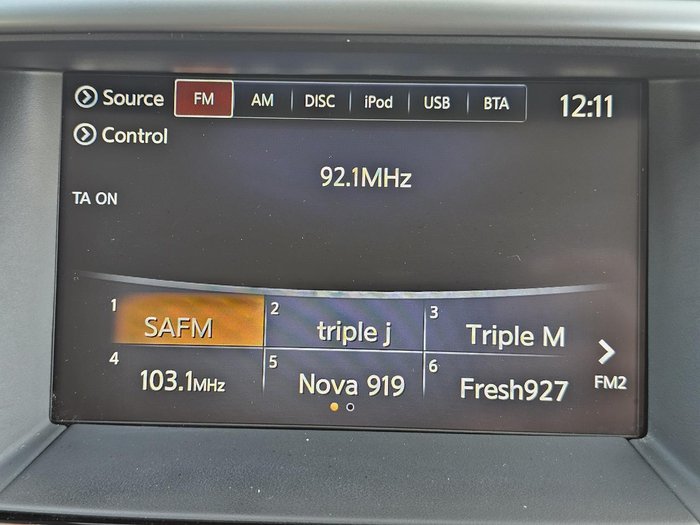 Source FM AM DISC iPod USB BTA 12:11
Control
92.1MHz
TA ON
1 SAFM 2 triple j 3 Triple M
4 103.1MHz 5 Nova 919 6 Fresh927
FM2